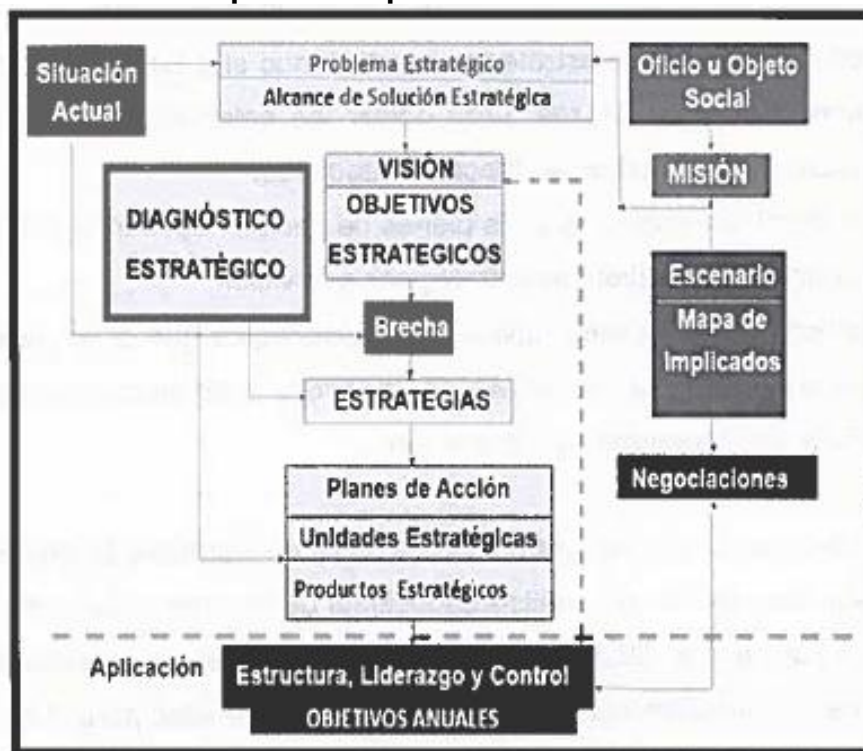 Situación
Actual
Problema Estratégico
Alcance de Solución Estratégica
Oficio u Objeto
Social
VISIÓN
OBJETIVOS
ESTRATEGICOS
MISIÓN
DIAGNÓSTICO
ESTRATÉGICO
Escenario
Mapa de
Implicados
Brecha
ESTRATEGIAS
Negociaciones
Planes de Acción
Unidades Estratégicas
Productos Estratégicos
Aplicación
Estructura, Liderazgo y Control
OBJETIVOS ANUALES